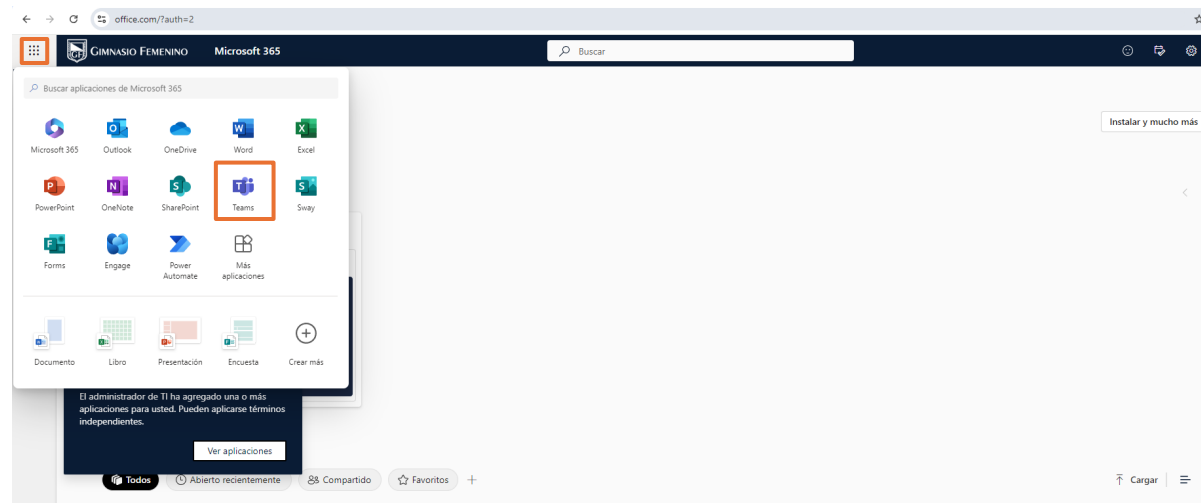 office.com/?auth=2
GIMNASIO FEMENINO Microsoft 365 Buscar
Buscar aplicaciones de Microsoft 365
Microsoft 365 Outlook OneDrive Word Excel
PowerPoint OneNote SharePoint Teams Sway
Forms Engage Power Automate Más aplicaciones
Documento Libro Presentación Encuesta Crear más
Instalar y mucho más
El administrador de TI ha agregado una o más
aplicaciones para usted. Pueden aplicarse términos
independientes.
Ver aplicaciones
Todos Abierto recientemente Compartido Favoritos Cargar